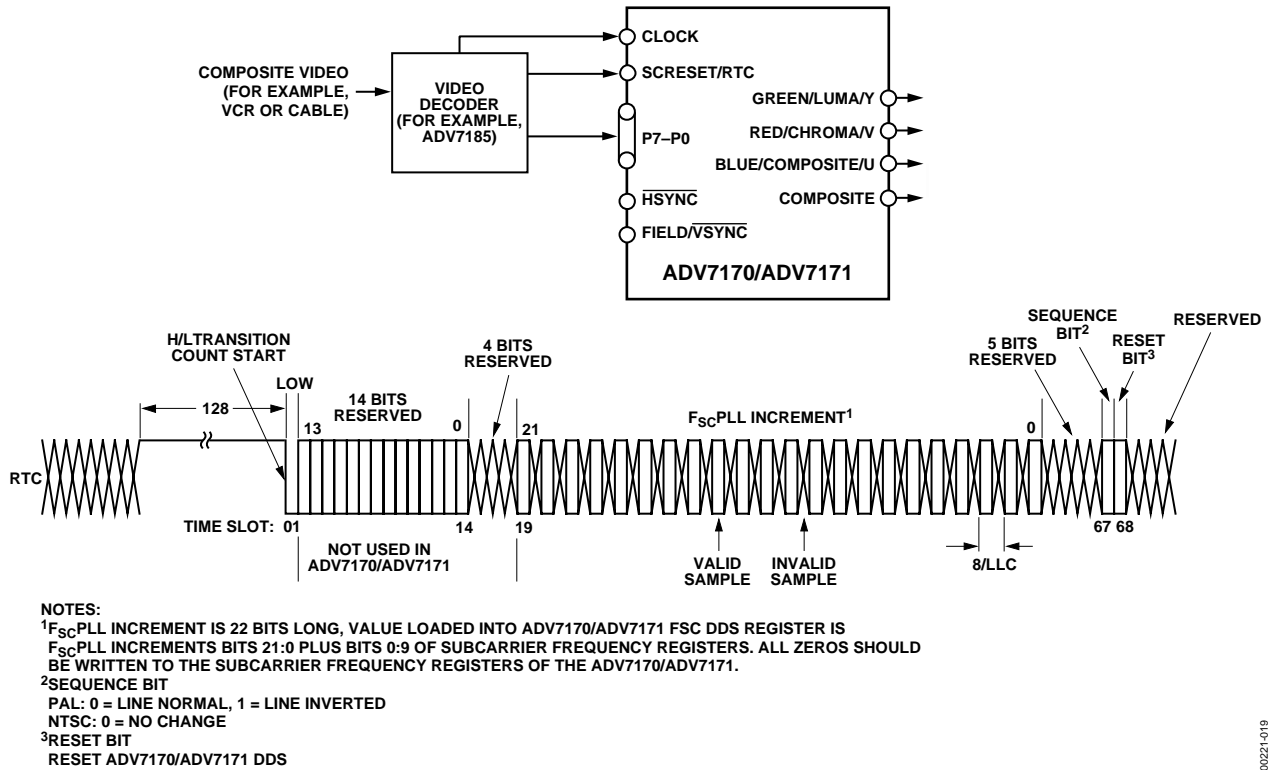 COMPOSITE VIDEO
(FOR EXAMPLE,
VCR OR CABLE)
VIDEO
DECODER
(FOR EXAMPLE,
ADV7185)
CLOCK
SCRESET/RTC
P7–P0
HSYNC
FIELD/VSYNC
GREEN/LUMA/Y
RED/CHROMA/V
BLUE/COMPOSITE/U
COMPOSITE
ADV7170/ADV7171
H/LTRANSITION
COUNT START
LOW
128
13
14 BITS
RESERVED
0
4 BITS
RESERVED
21
FSCPLL INCREMENT1
0
5 BITS
RESERVED
SEQUENCE
BIT2
RESET
BIT3
RESERVED
RTC
TIME SLOT: 01
14
19
67 68
NOT USED IN
ADV7170/ADV7171
VALID
SAMPLE
INVALID
SAMPLE
8/LLC
NOTES:
1FSCPLL INCREMENT IS 22 BITS LONG, VALUE LOADED INTO ADV7170/ADV7171 FSC DDS REGISTER IS
FSCPLL INCREMENTS BITS 21:0 PLUS BITS 0:9 OF SUBCARRIER FREQUENCY REGISTERS. ALL ZEROS SHOULD
BE WRITTEN TO THE SUBCARRIER FREQUENCY REGISTERS OF THE ADV7170/ADV7171.
2SEQUENCE BIT
PAL: 0 = LINE NORMAL, 1 = LINE INVERTED
NTSC: 0 = NO CHANGE
3RESET BIT
RESET ADV7170/ADV7171 DDS
00221-019